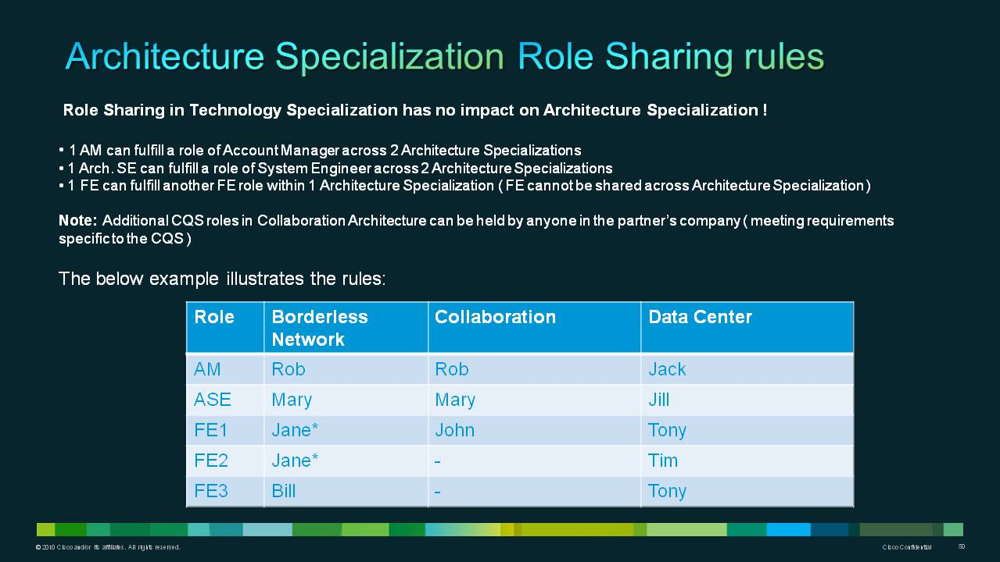 Architecture Specialization Role Sharing rules
Role Sharing in Technology Specialization has no impact on Architecture Specialization !
• 1 AM can fulfill a role of Account Manager across 2 Architecture Specializations
• 1 Arch. SE can fulfill a role of System Engineer across 2 Architecture Specializations
• 1 FE can fulfill another FE role within 1 Architecture Specialization ( FE cannot be shared across Architecture Specialization )
Note: Additional CQS roles in Collaboration Architecture can be held by anyone in the partner’s company ( meeting requirements
specific to the CQS )
The below example illustrates the rules:
Role Borderless Collaboration Data Center
Network
AM Rob Rob Jack
ASE Mary Mary Jill
FE1 Jane* John Tony
FE2 Jane* - Tim
FE3 Bill - Tony
© 2010 Cisco and/or its affiliates. All rights reserved. Cisco Confidential 50